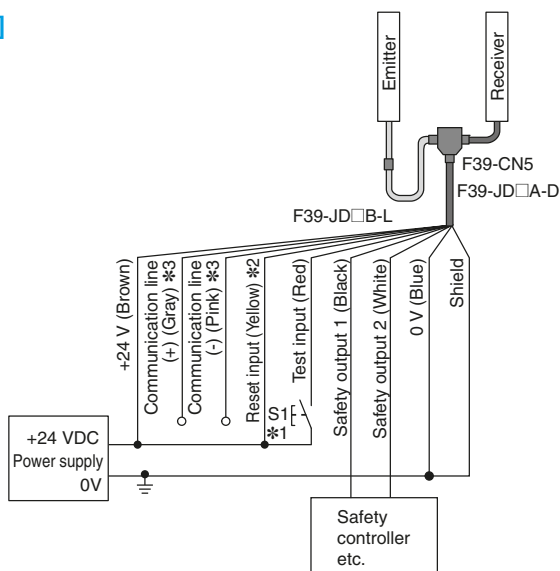 Emitter
Receiver
F39-CN5
F39-JD□A-D
F39-JD□B-L
+24 V (Brown)
Communication line
(+) (Gray) *3
Communication line
(-) (Pink) *3
Reset input (Yellow) *2
Test input (Red)
Safety output 1 (Black)
Safety output 2 (White)
0 V (Blue)
Shield
S1
*1
+24 VDC
Power supply
0V
Safety
controller
etc.